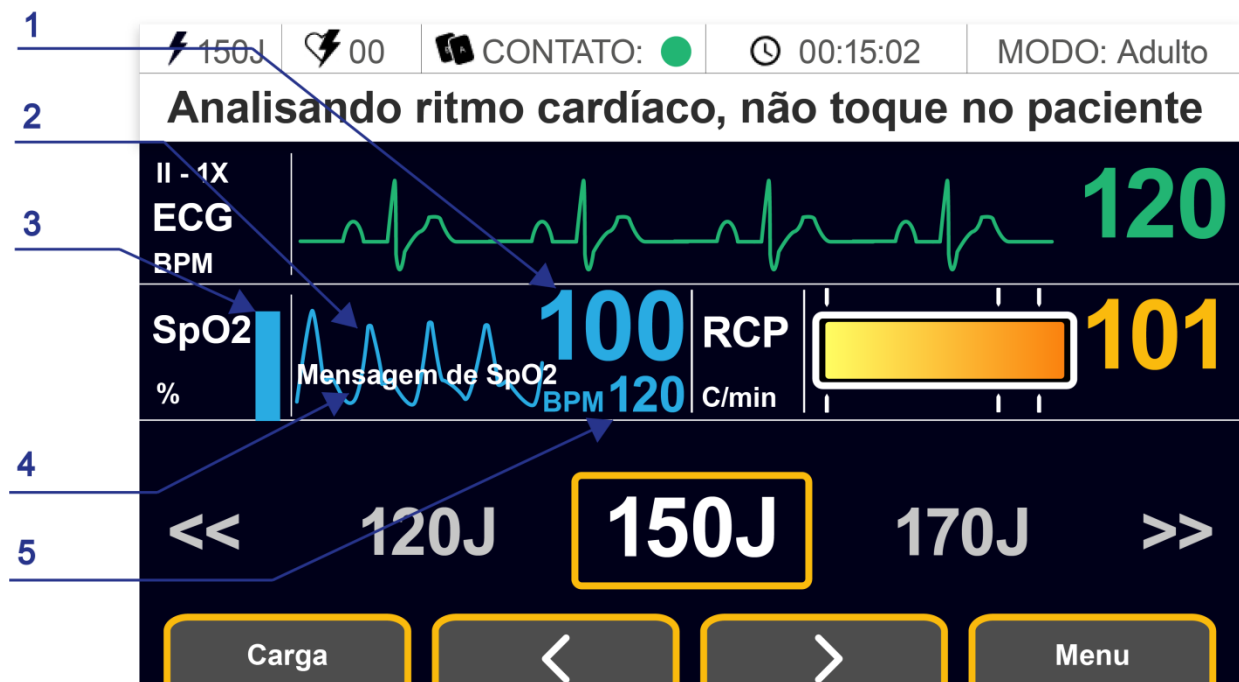 1
2
3
4
5
150J 00 CONTATO: 00:15:02 MODO: Adulto
Analisando ritmo cardíaco, não toque no paciente
II - 1X
ECG
BPM
120
SpO2
%
100
Mensagem de SpO2
BPM 120
RCP
C/min
101
<< 120J 150J 170J >>
Carga < > Menu